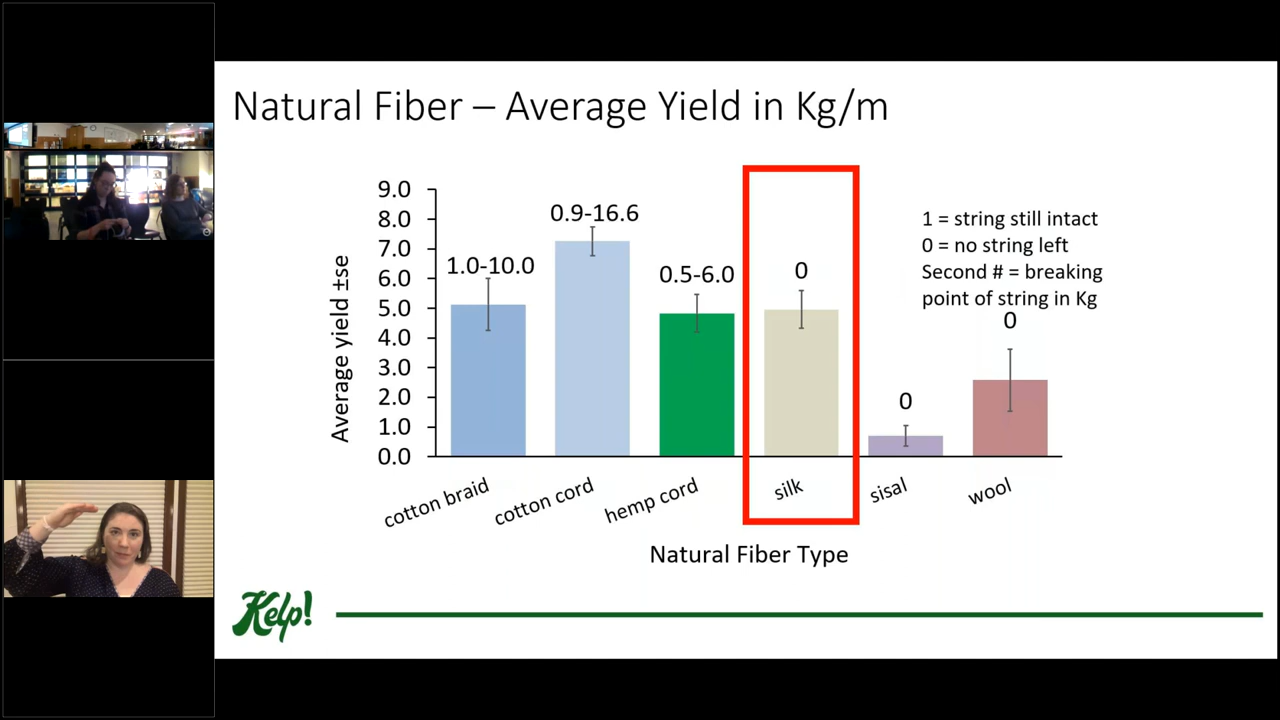 Natural Fiber – Average Yield in Kg/m
Average yield ±se
9.0
8.0
7.0
6.0
5.0
4.0
3.0
2.0
1.0
0.0
1.0-10.0
0.9-16.6
0.5-6.0
0
0
0
1 = string still intact
0 = no string left
Second # = breaking
point of string in Kg
cotton braid
cotton cord
hemp cord
silk
sisal
wool
Natural Fiber Type
Kelp!